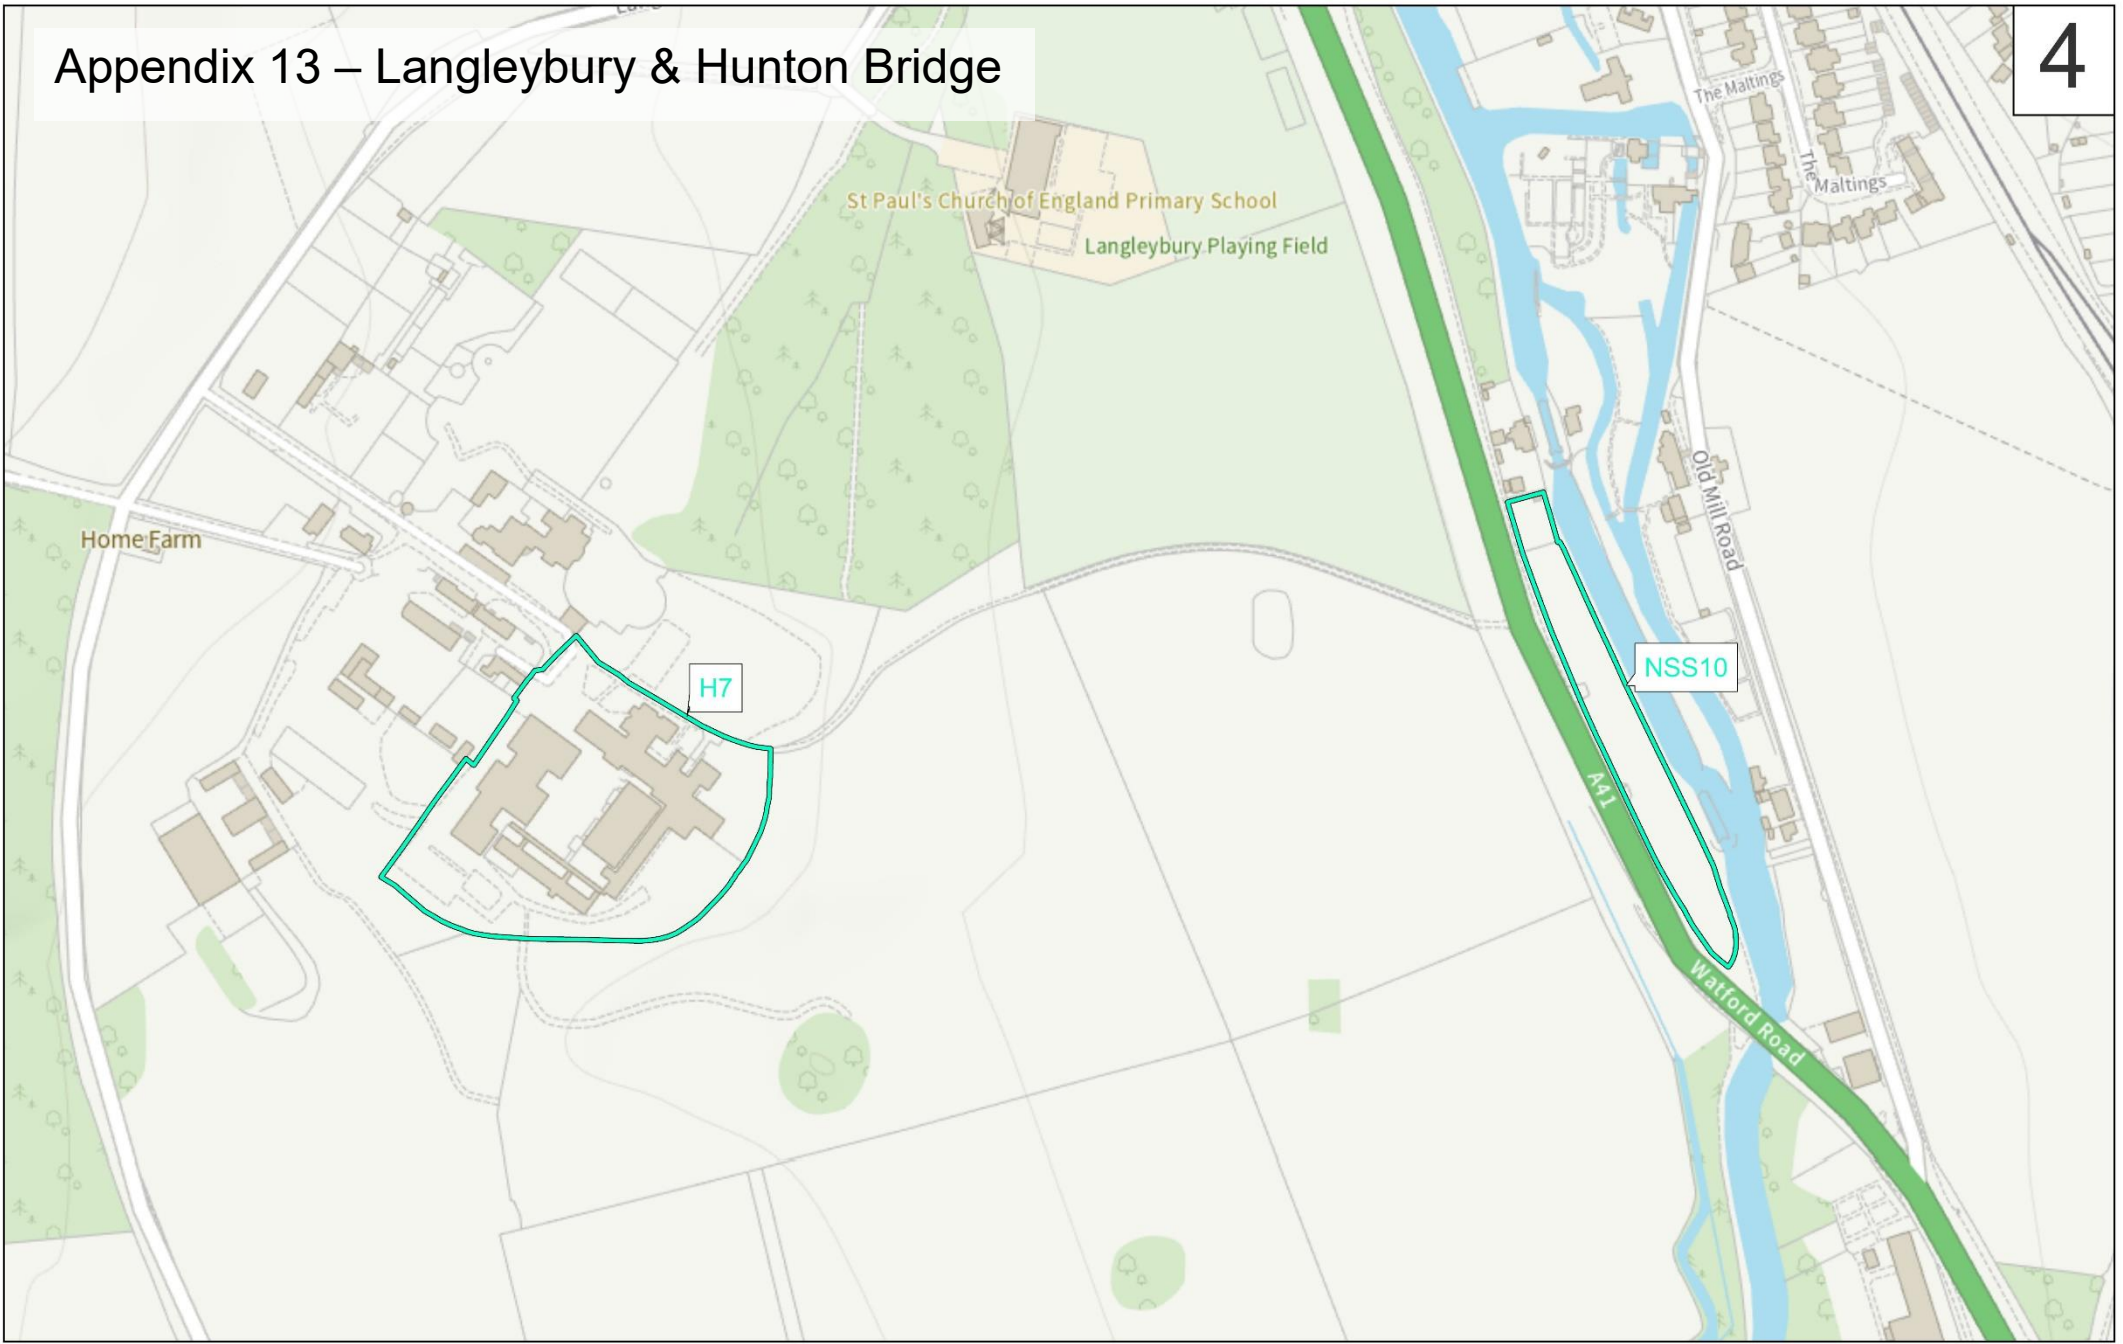 Appendix 13 – Langleybury & Hunton Bridge
4
The Maltings
The Maltings
St Paul's Church of England Primary School
Langleybury Playing Field
Old Mill Road
Home Farm
NSS10
H7
A41
Watford Road